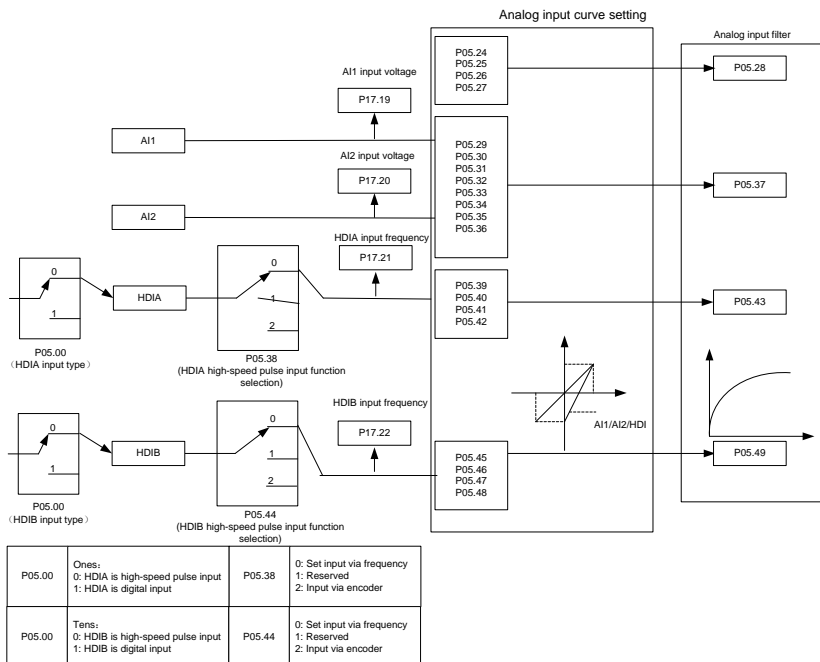 Analog input curve setting
Analog input filter
P05.24
P05.25
P05.26
P05.27
P05.28
AI1 input voltage
P17.19
AI1
P05.29
P05.30
P05.31
P05.32
P05.33
P05.34
P05.35
P05.36
P05.37
AI2 input voltage
P17.20
AI2
HDIA input frequency
P17.21
0
1
HDIA
0
1
2
P05.39
P05.40
P05.41
P05.42
P05.43
P05.00
（HDIA input type）
P05.38
(HDIA high-speed pulse input function
selection)
AI1/AI2/HDI
HDIB input frequency
P17.22
0
1
HDIB
0
1
2
P05.45
P05.46
P05.47
P05.48
P05.49
P05.00
（HDIB input type）
P05.44
(HDIB high-speed pulse input function
selection)
P05.00
Ones：
0: HDIA is high-speed pulse input
1: HDIA is digital input
P05.38
0: Set input via frequency
1: Reserved
2: Input via encoder
P05.00
Tens：
0: HDIB is high-speed pulse input
1: HDIB is digital input
P05.44
0: Set input via frequency
1: Reserved
2: Input via encoder